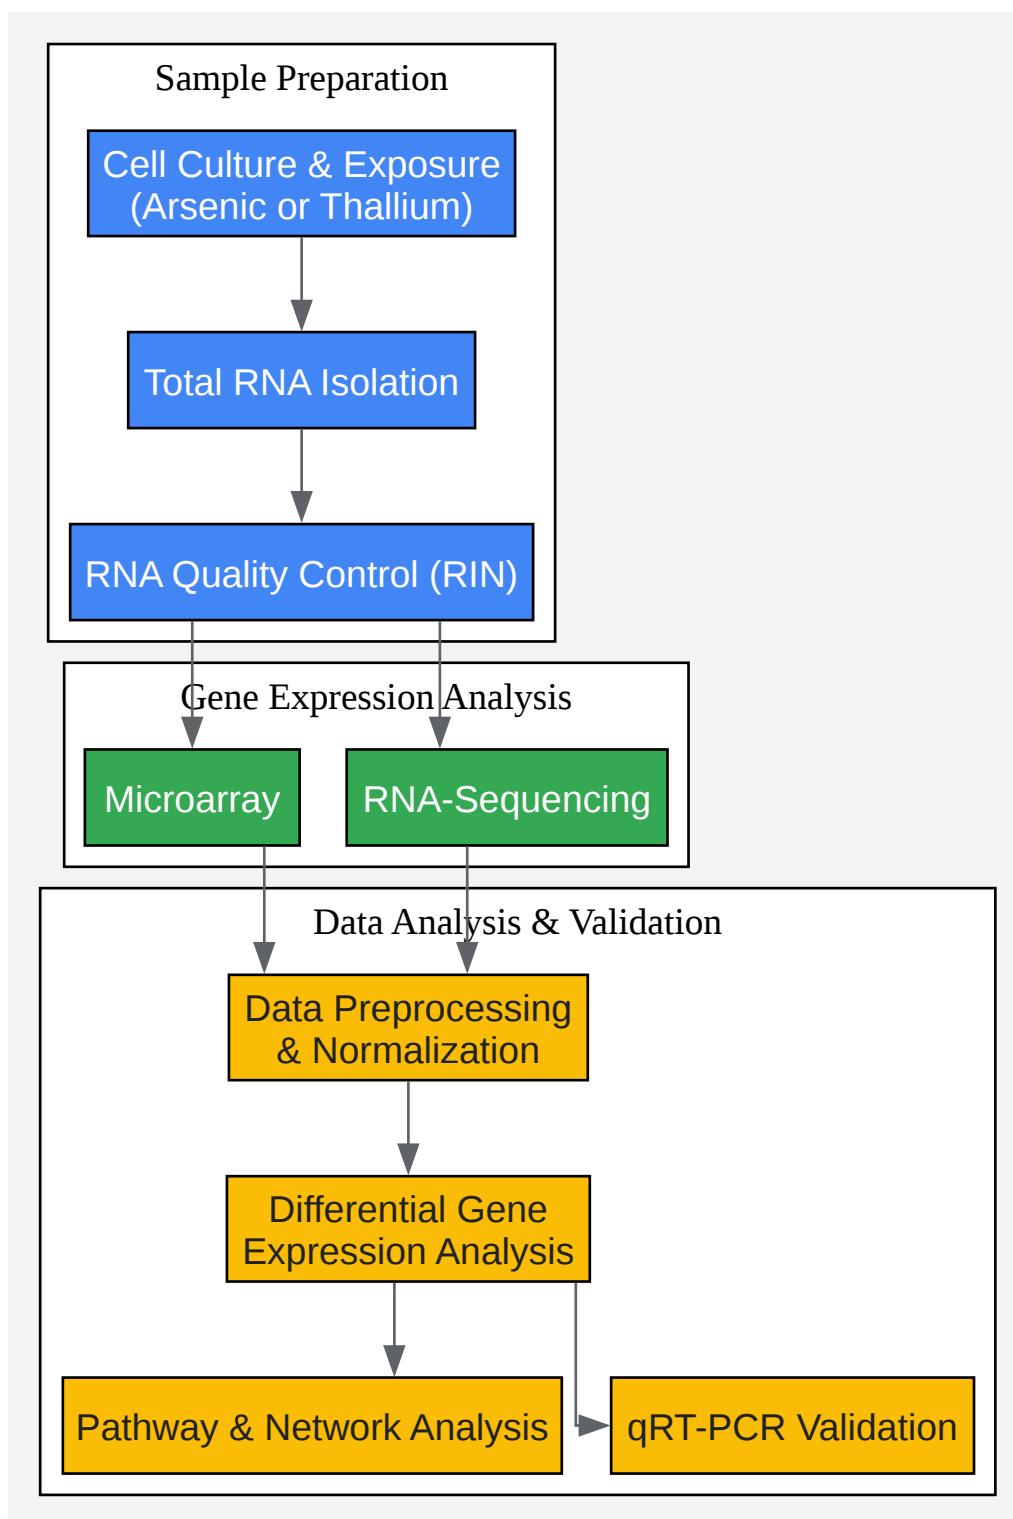 Sample Preparation
Cell Culture & Exposure
(Arsenic or Thallium)
Total RNA Isolation
RNA Quality Control (RIN)
Gene Expression Analysis
Microarray
RNA-Sequencing
Data Analysis & Validation
Data Preprocessing
& Normalization
Differential Gene
Expression Analysis
Pathway & Network Analysis
qRT-PCR Validation